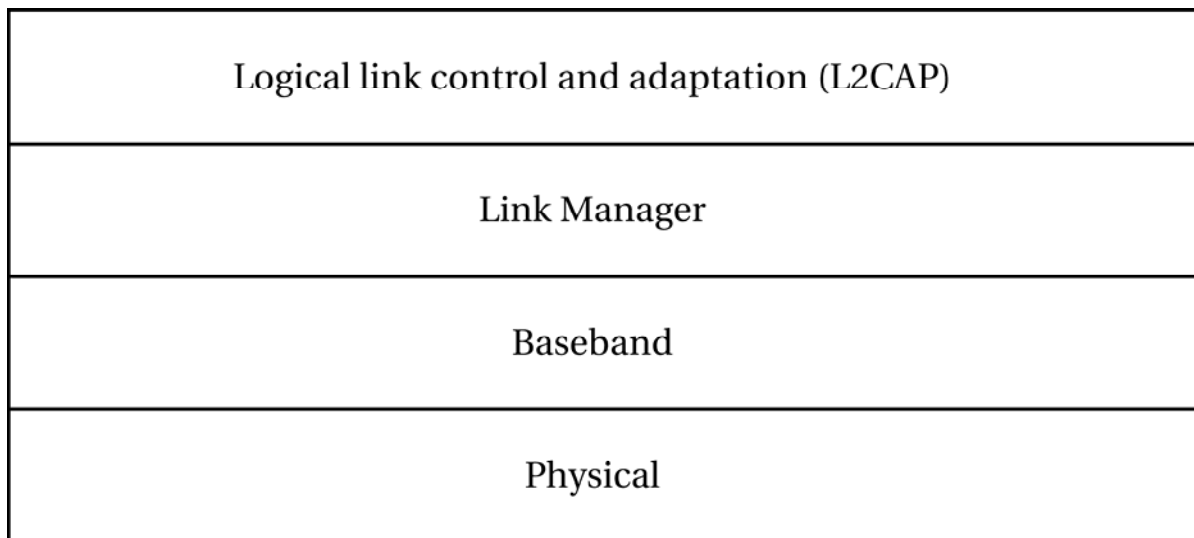 Logical link control and adaptation (L2CAP)
Link Manager
Baseband
Physical